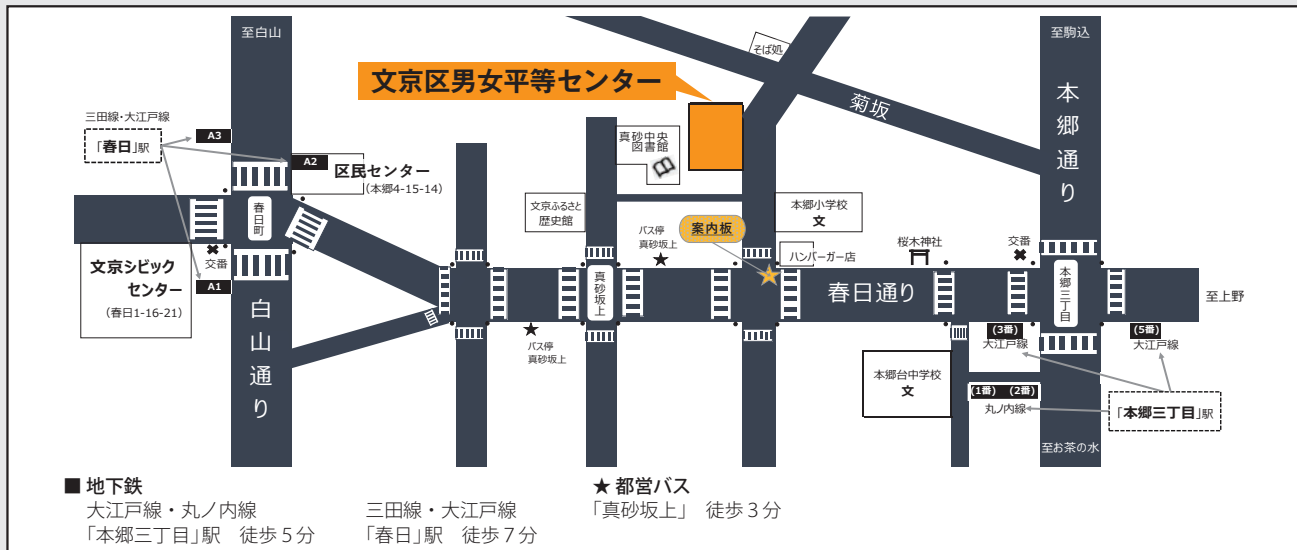 至白山
至駒込
そば処
文京区男女平等センター
菊坂
本郷通り
三田線・大江戸線
「春日」駅
A3
A2
区民センター
(本郷4-15-14)
真砂中央
図書館
春日町
文京ふるさと
歴史館
バス停
真砂坂上
案内板
本郷小学校
文
ハンバーガー店
桜木神社
交番
交番
文京シビック
センター
(春日1-16-21)
A1
真砂坂上
春日通り
本郷三丁目
至上野
白山通り
バス停
真砂坂上
(3番)
大江戸線
(5番)
大江戸線
本郷台中学校
文
(1番) (2番)
丸ノ内線
「本郷三丁目」駅
至お茶の水
■ 地下鉄
大江戸線・丸ノ内線
「本郷三丁目」駅 徒歩5分
三田線・大江戸線
「春日」駅 徒歩7分
★ 都営バス
「真砂坂上」 徒歩3分